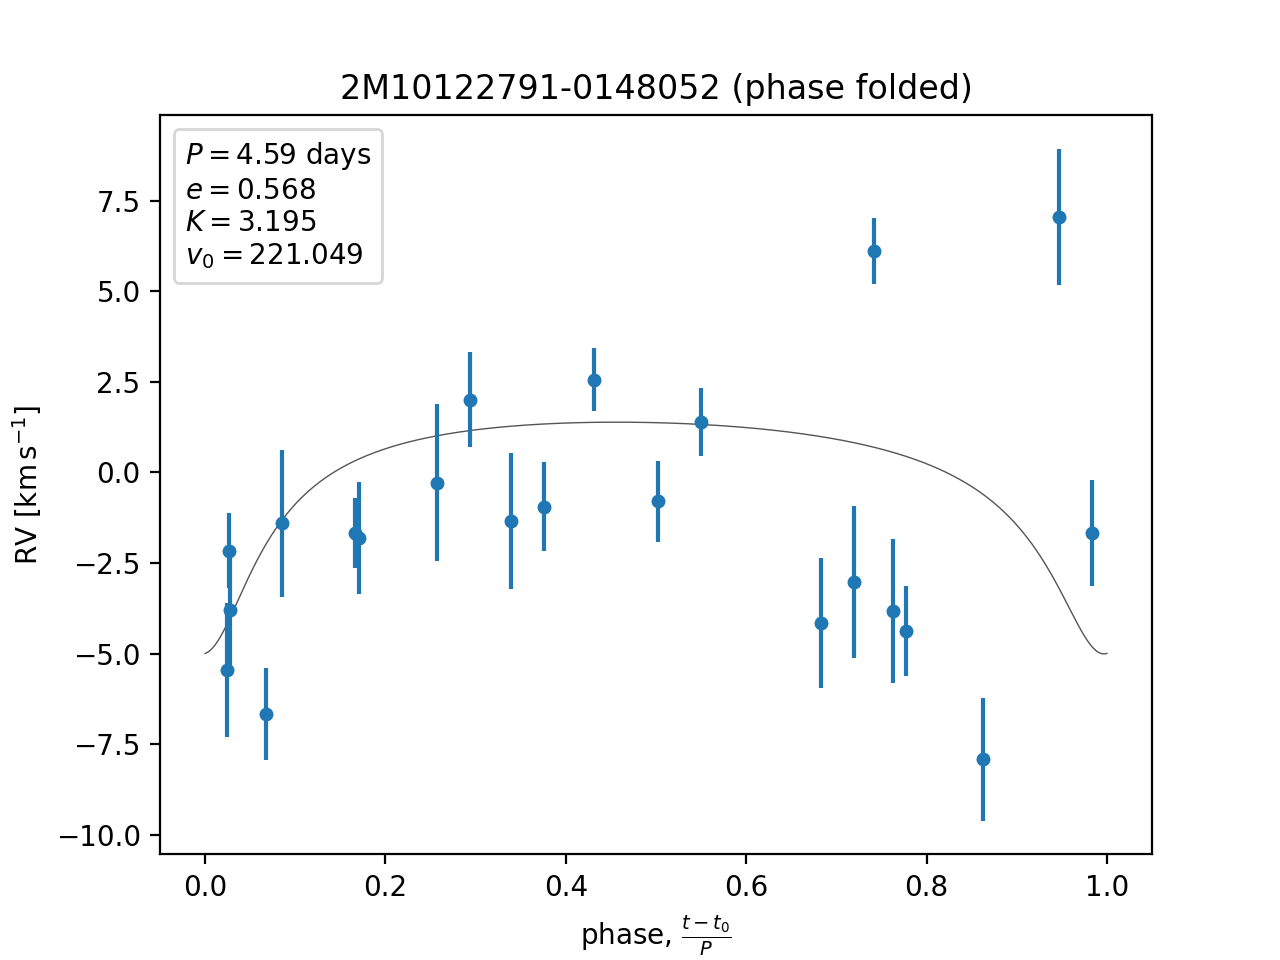 2M10122791-0148052 (phase folded)
P = 4.59 days
e = 0.568
K = 3.195
v₀ = 221.049
7.5
5.0
2.5
0.0
−2.5
−5.0
−7.5
−10.0
RV [km s⁻¹]
0.0 0.2 0.4 0.6 0.8 1.0
phase, (t − t₀)/P